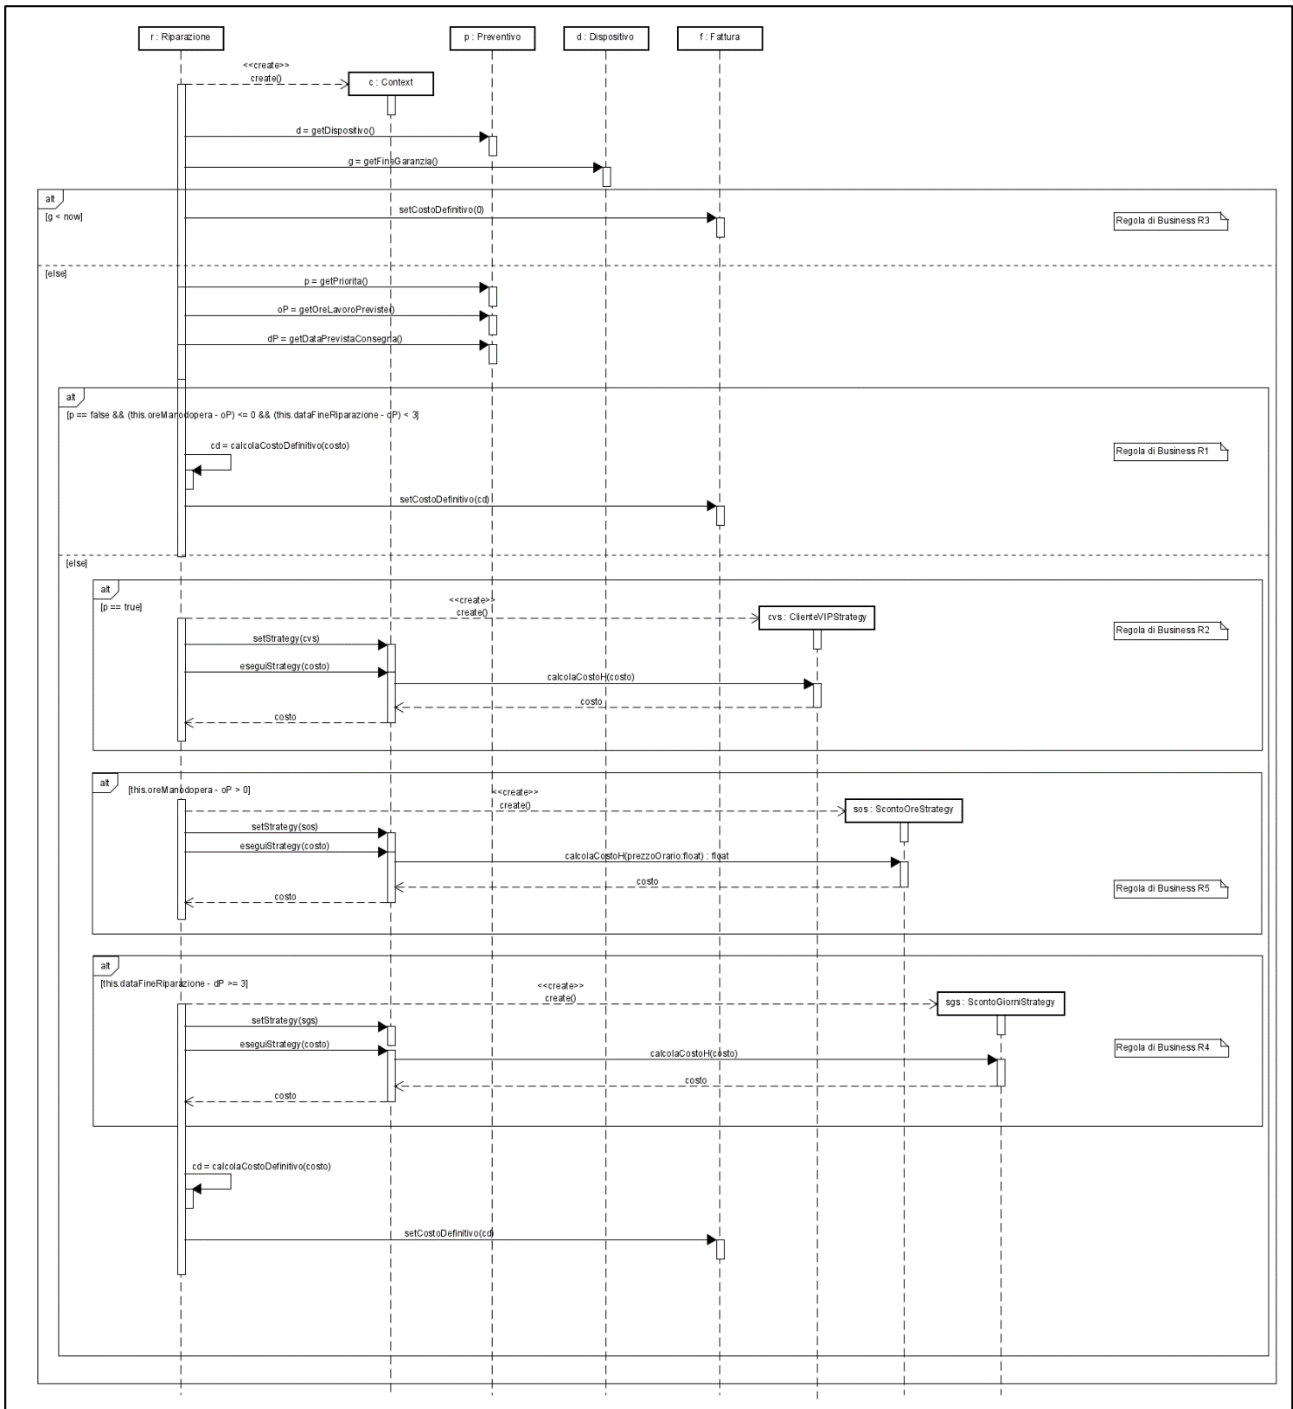 r : Riparazione
p : Preventivo
d : Dispositivo
f : Fattura
<<create>>
create()
c : Context
d = getDispositivo()
g = getFineGaranzia()
alt
[g < now]
setCostoDefinitivo(0)
Regola di Business R3
[else]
p = getPriorita()
oP = getOreLavoroPreviste()
dP = getDataPrevistaConsegna()
alt
[p == false && (this.oreManodopera - oP) <= 0 && (this.dataFineRiparazione - dP) < 3]
cd = calcolaCostoDefinitivo(costo)
Regola di Business R1
setCostoDefinitivo(cd)
[else]
alt
[p == true]
<<create>>
create()
cvs : ClienteVIPStrategy
Regola di Business R2
setStrategy(cvs)
eseguiStrategy(costo)
calcolaCostoH(costo)
costo
costo
alt
[this.oreManodopera - oP > 0]
<<create>>
create()
sos : ScontoOreStrategy
setStrategy(sos)
eseguiStrategy(costo)
calcolaCostoH(prezzoOrario:float) : float
costo
Regola di Business R5
costo
alt
[this.dataFineRiparazione - dP >= 3]
<<create>>
create()
sgs : ScontoGiorniStrategy
setStrategy(sgs)
eseguiStrategy(costo)
Regola di Business R4
calcolaCostoH(costo)
costo
costo
cd = calcolaCostoDefinitivo(costo)
setCostoDefinitivo(cd)